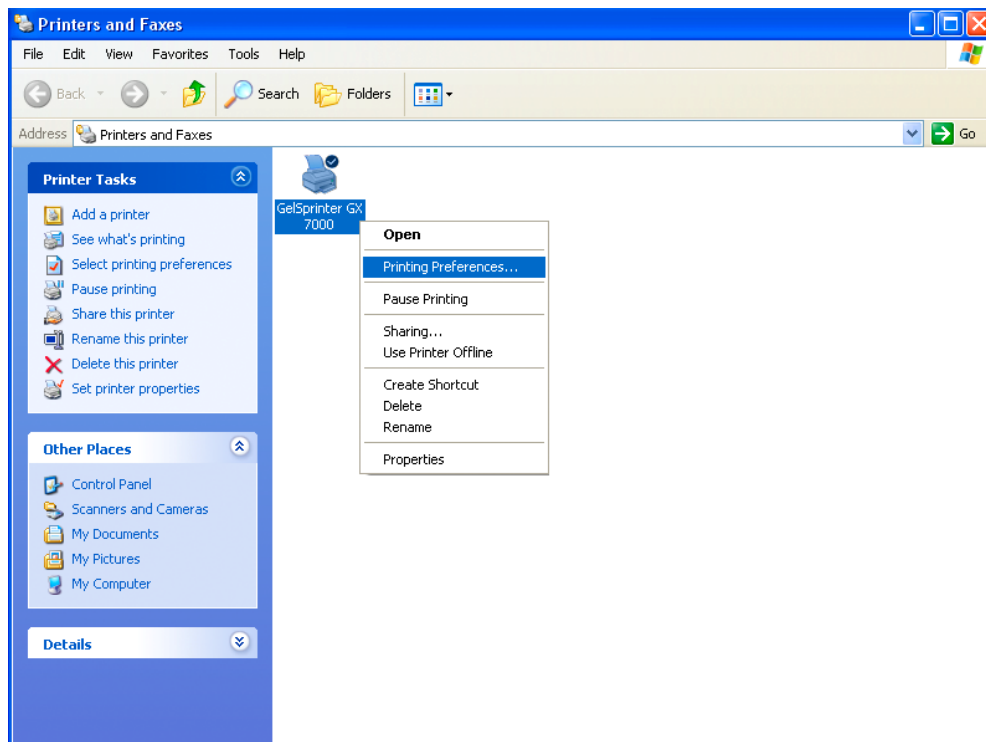 Printers and Faxes
File Edit View Favorites Tools Help
Back Search Folders
Address Printers and Faxes Go
Printer Tasks
Add a printer
See what's printing
Select printing preferences
Pause printing
Share this printer
Rename this printer
Delete this printer
Set printer properties
Other Places
Control Panel
Scanners and Cameras
My Documents
My Pictures
My Computer
Details
GelSprinter GX
7000
Open
Printing Preferences...
Pause Printing
Sharing...
Use Printer Offline
Create Shortcut
Delete
Rename
Properties